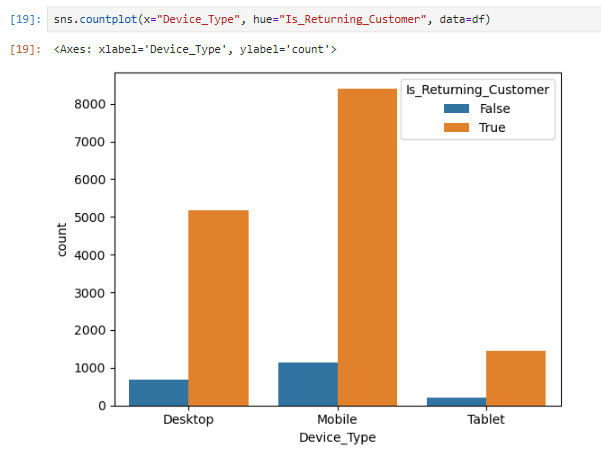 [19]: sns.countplot(x="Device_Type", hue="Is_Returning_Customer", data=df)
[19]: <Axes: xlabel='Device_Type', ylabel='count'>
Is_Returning_Customer
False
True
8000
7000
6000
5000
4000
3000
2000
1000
0
count
Desktop Mobile Tablet
Device_Type